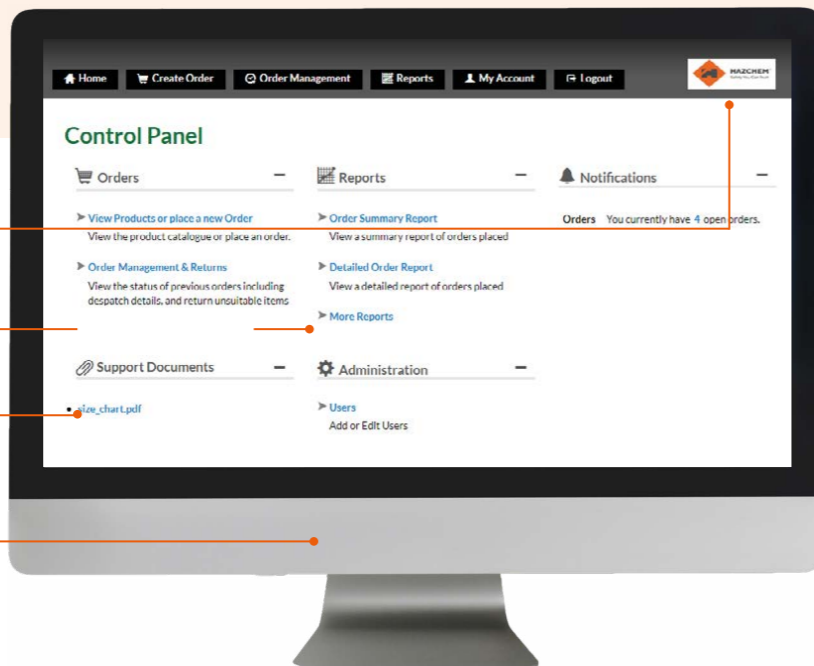 Home
Create Order
Order Management
Reports
My Account
Logout
HAZCHEM
Control Panel
Orders
View Products or place a new Order
View the product catalogue or place an order.
Order Management & Returns
View the status of previous orders including
despatch details, and return unsuitable items
Reports
Order Summary Report
View a summary report of orders placed
Detailed Order Report
View a detailed report of orders placed
More Reports
Notifications
Orders You currently have 4 open orders.
Support Documents
size_chart.pdf
Administration
Users
Add or Edit Users